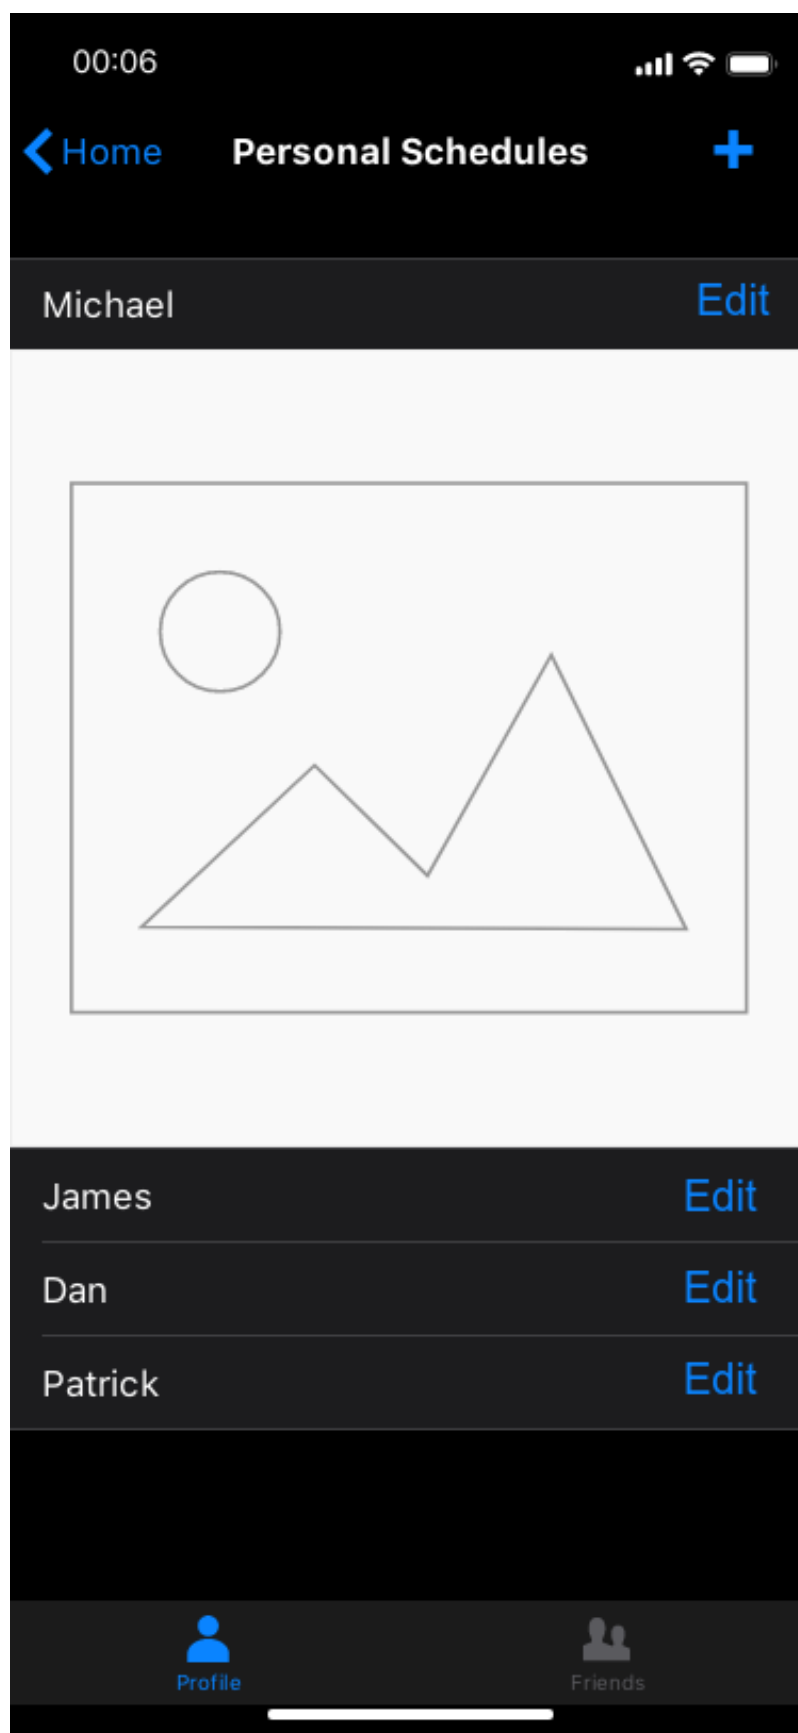 00:06
Home Personal Schedules
Michael Edit
James Edit
Dan Edit
Patrick Edit
Profile Friends